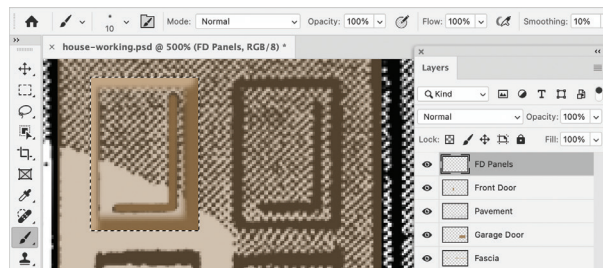 10 Mode: Normal Opacity: 100% Flow: 100% Smoothing: 10%
× house-working.psd @ 500% (FD Panels, RGB/8) *
Layers
Kind
Normal Opacity: 100%
Lock: Fill: 100%
FD Panels
Front Door
Pavement
Garage Door
Fascia